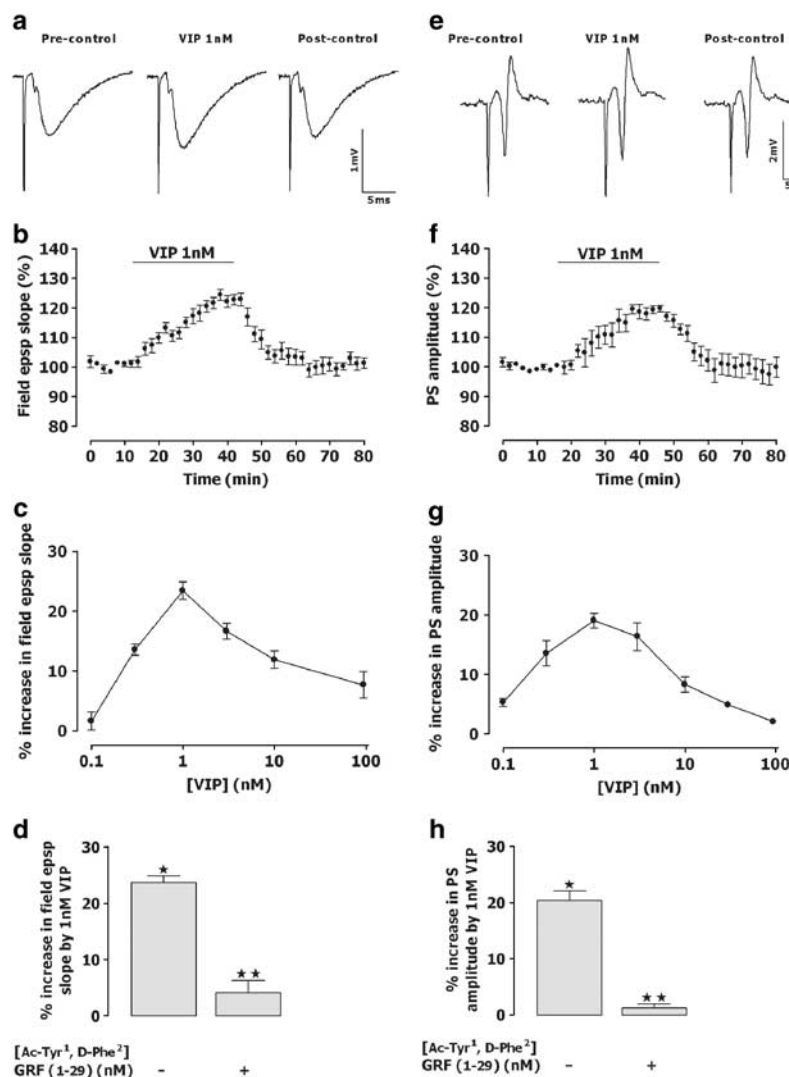 a
Pre-control
VIP 1nM
Post-control
1mV
5ms
b
VIP 1nM
Field epsp slope (%)
140
130
120
110
100
90
80
0 10 20 30 40 50 60 70 80
Time (min)
c
% increase in field epsp slope
30
20
10
0
0.1 1 10 100
[VIP] (nM)
d
% increase in field epsp
slope by 1nM VIP
30
20
10
0
★
★ ★
[Ac-Tyr¹, D-Phe²]
GRF (1-29) (nM) - +
e
Pre-control
VIP 1nM
Post-control
2mV
f
VIP 1nM
PS amplitude (%)
140
130
120
110
100
90
80
0 10 20 30 40 50 60 70 80
Time (min)
g
% increase in PS amplitude
30
20
10
0
0.1 1 10 100
[VIP] (nM)
h
% increase in PS
amplitude by 1nM VIP
30
20
10
0
★
★ ★
[Ac-Tyr¹, D-Phe²]
GRF (1-29) (nM) - +